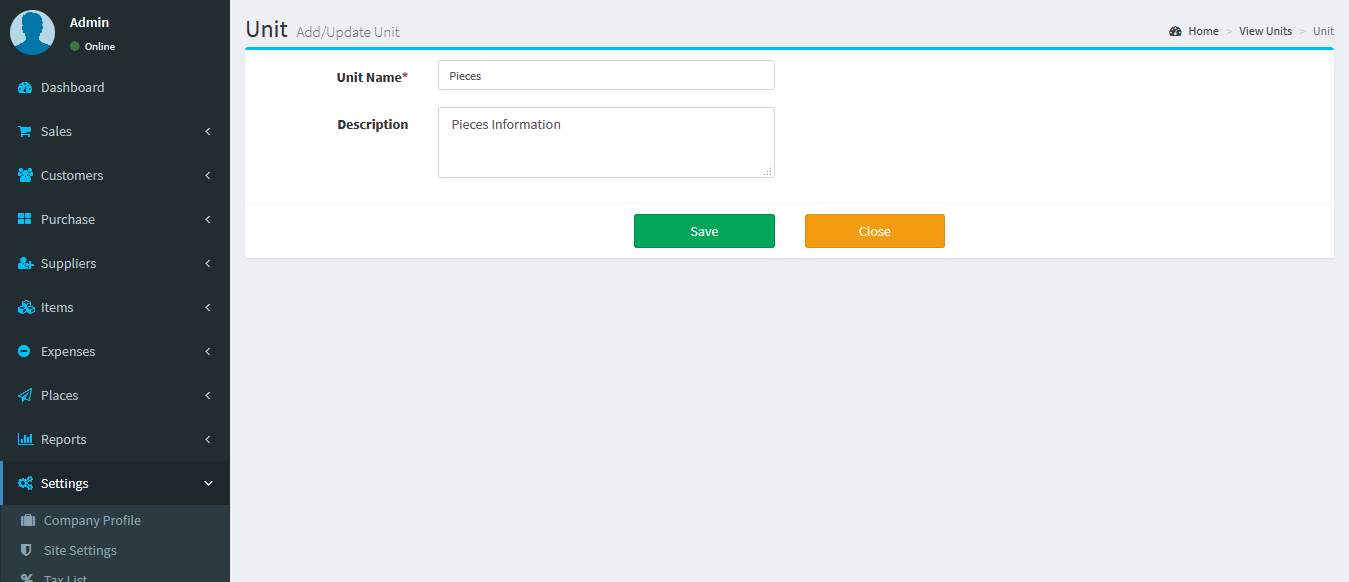 Admin
Online
Dashboard
Sales
Customers
Purchase
Suppliers
Items
Expenses
Places
Reports
Settings
Company Profile
Site Settings
Tax List
Unit Add/Update Unit
Home > View Units > Unit
Unit Name* Pieces
Description Pieces Information
Save Close